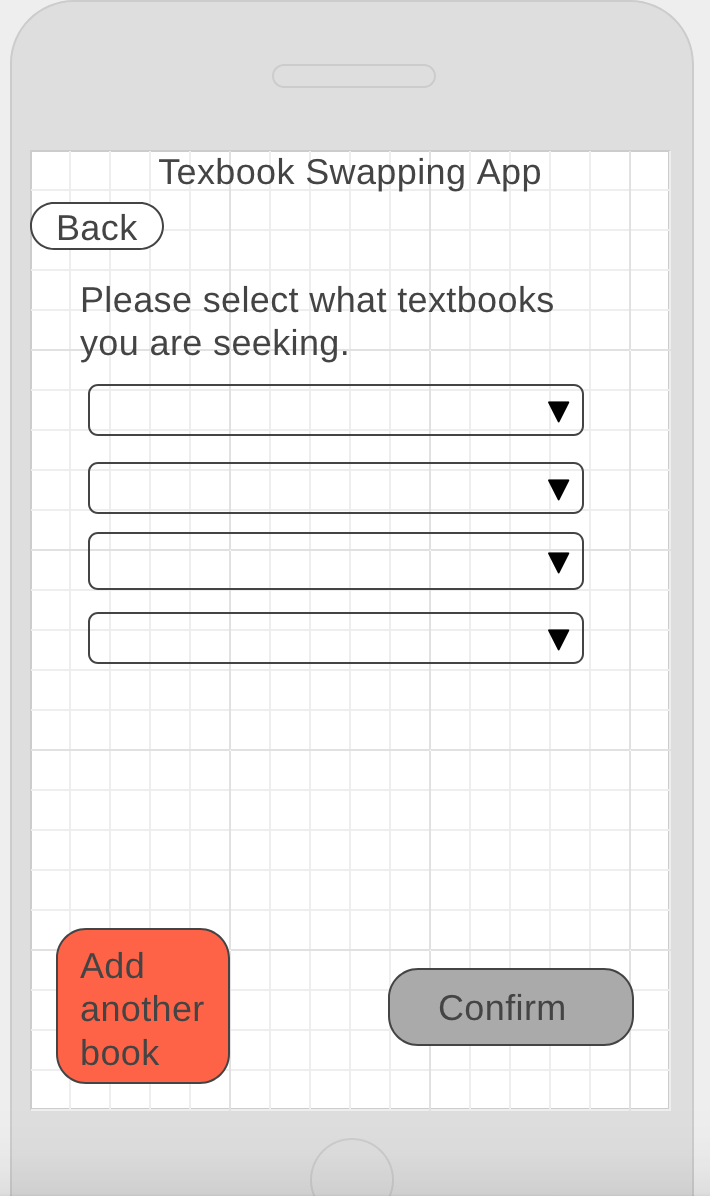 Texbook Swapping App
Back
Please select what textbooks
you are seeking.
Add
another
book
Confirm